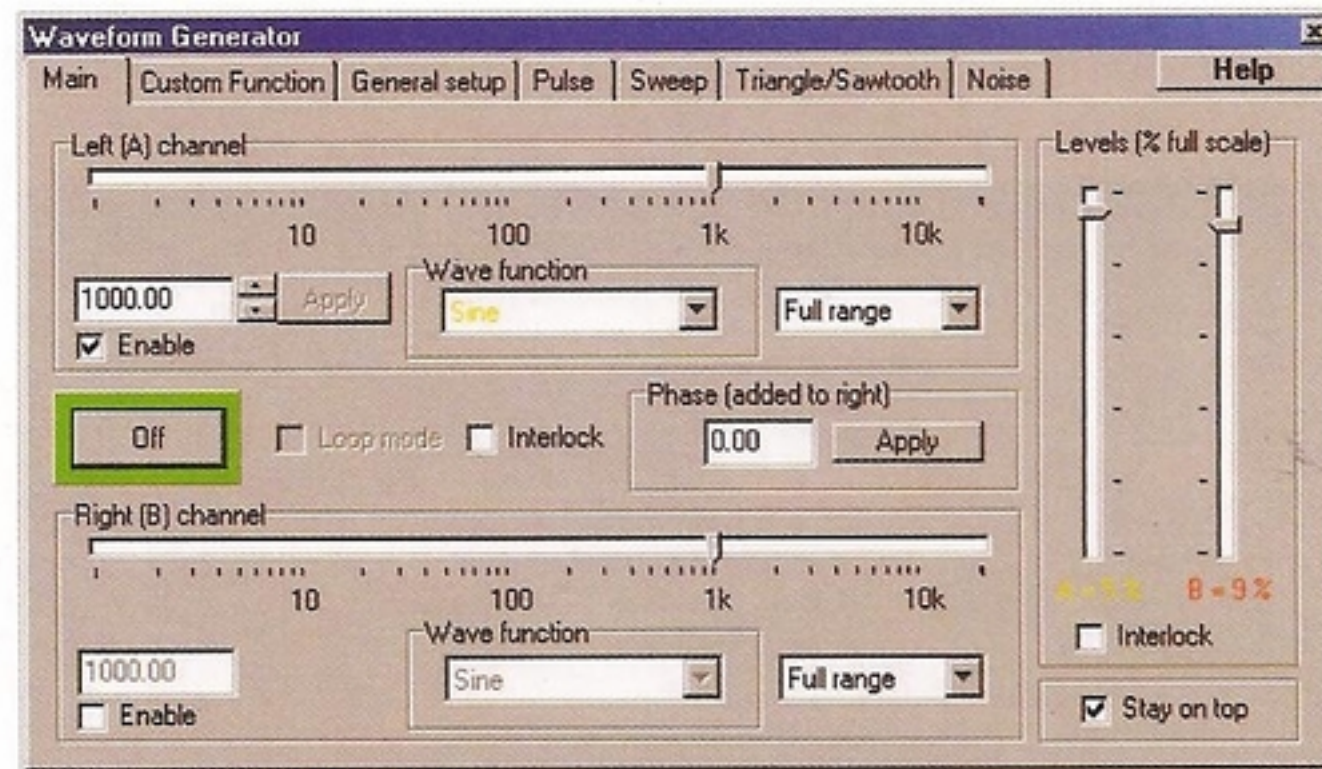 Waveform Generator
Main Custom Function General setup Pulse Sweep Triangle/Sawtooth Noise Help
Left (A) channel
10 100 1k 10k
1000.00 Apply
Wave function
Sine
Full range
Enable
Off
Loop mode
Interlock
Phase (added to right)
0.00 Apply
Right (B) channel
10 100 1k 10k
1000.00
Wave function
Sine
Full range
Enable
Levels (% full scale)
B = 9 %
Interlock
Stay on top